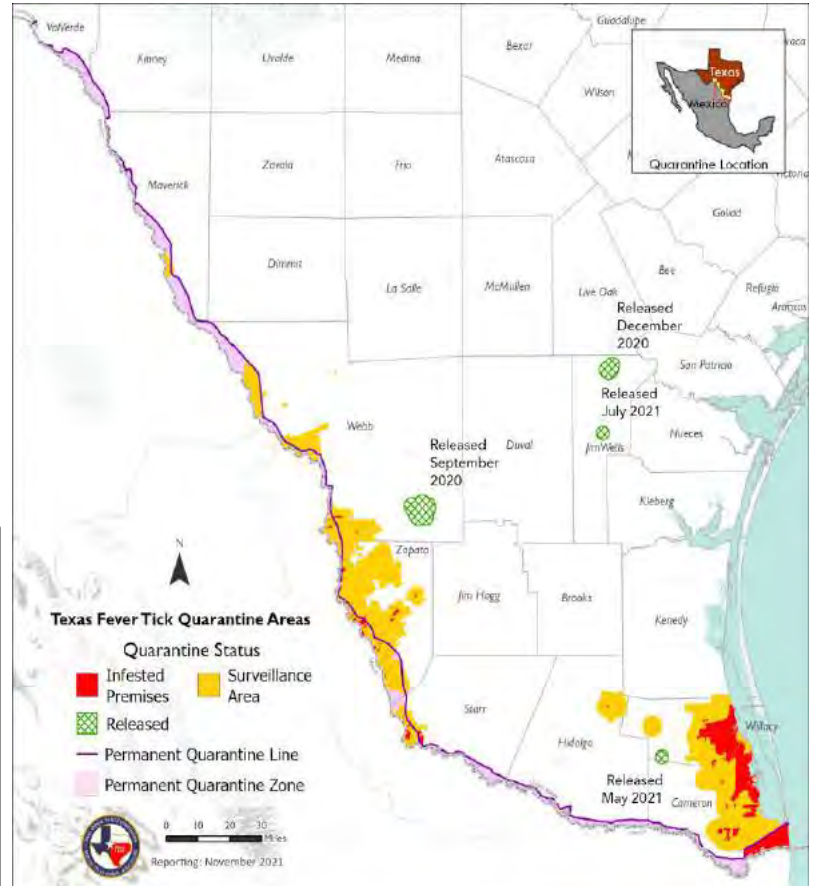 ValVerde
Kinney
Uvalde
Medina
Bexar
Guadalupe
Wilson
Texas
Mexico
Quarantine Location
Maverick
Zavala
Frio
Atascosa
Victoria
Goliad
Dimmit
La Salle
McMullen
Live Oak
Bee
Refugio
Aransas
Released
December
2020
San Patricio
Released
July 2021
Webb
Duval
JimWells
Nueces
Released
September
2020
Kleberg
Zapata
Jim Hogg
Brooks
Kenedy
N
Texas Fever Tick Quarantine Areas
Quarantine Status
Infested
Premises
Surveillance
Area
Released
Permanent Quarantine Line
Permanent Quarantine Zone
Starr
Hidalgo
Willacy
Released
May 2021
Cameron
0 10 20 30
Miles
Reporting: November 2021